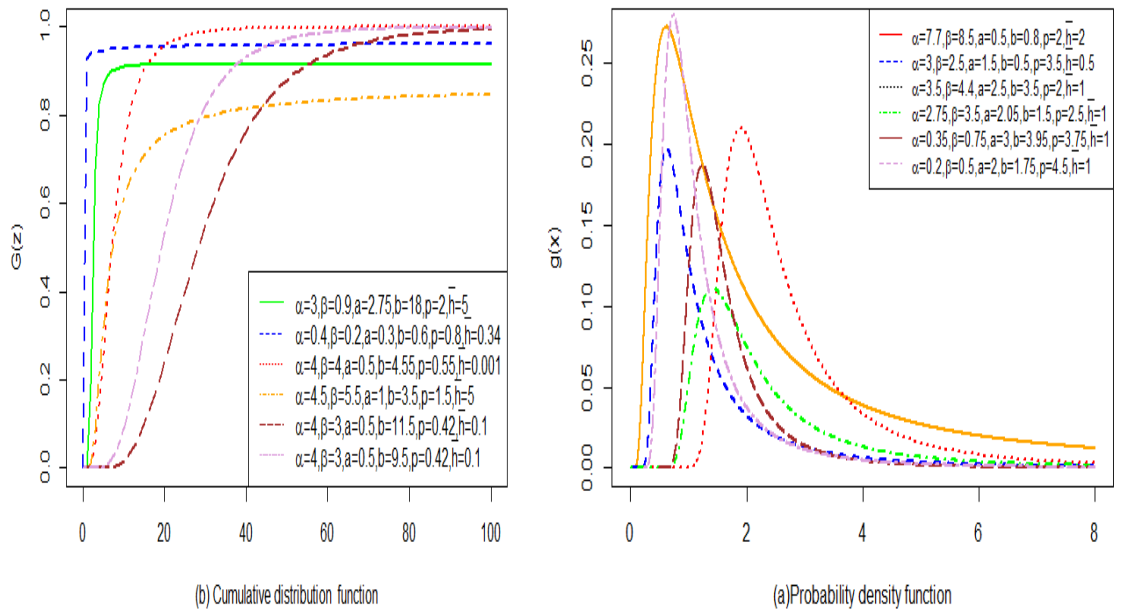 G(z)
1.0
0.8
0.6
0.4
0.2
0.0
α=3,β=0.9,a=2.75,b=18,p=2,h̅=5
α=0.4,β=0.2,a=0.3,b=0.6,p=0.8,h̅=0.34
α=4,β=4,a=0.5,b=4.55,p=0.55,h̅=0.001
α=4.5,β=5.5,a=1,b=3.5,p=1.5,h̅=5
α=4,β=3,a=0.5,b=11.5,p=0.42,h̅=0.1
α=4,β=3,a=0.5,b=9.5,p=0.42,h̅=0.1
0 20 40 60 80 100
(b) Cumulative distribution function
g(x)
0.25
0.20
0.15
0.10
0.05
0.00
α=7.7,β=8.5,a=0.5,b=0.8,p=2,h̅=2
α=3,β=2.5,a=1.5,b=0.5,p=3.5,h̅=0.5
α=3.5,β=4.4,a=2.5,b=3.5,p=2,h̅=1
α=2.75,β=3.5,a=2.05,b=1.5,p=2.5,h̅=1
α=0.35,β=0.75,a=3,b=3.95,p=3.75,h̅=1
α=0.2,β=0.5,a=2,b=1.75,p=4.5,h̅=1
0 2 4 6 8
(a)Probability density function